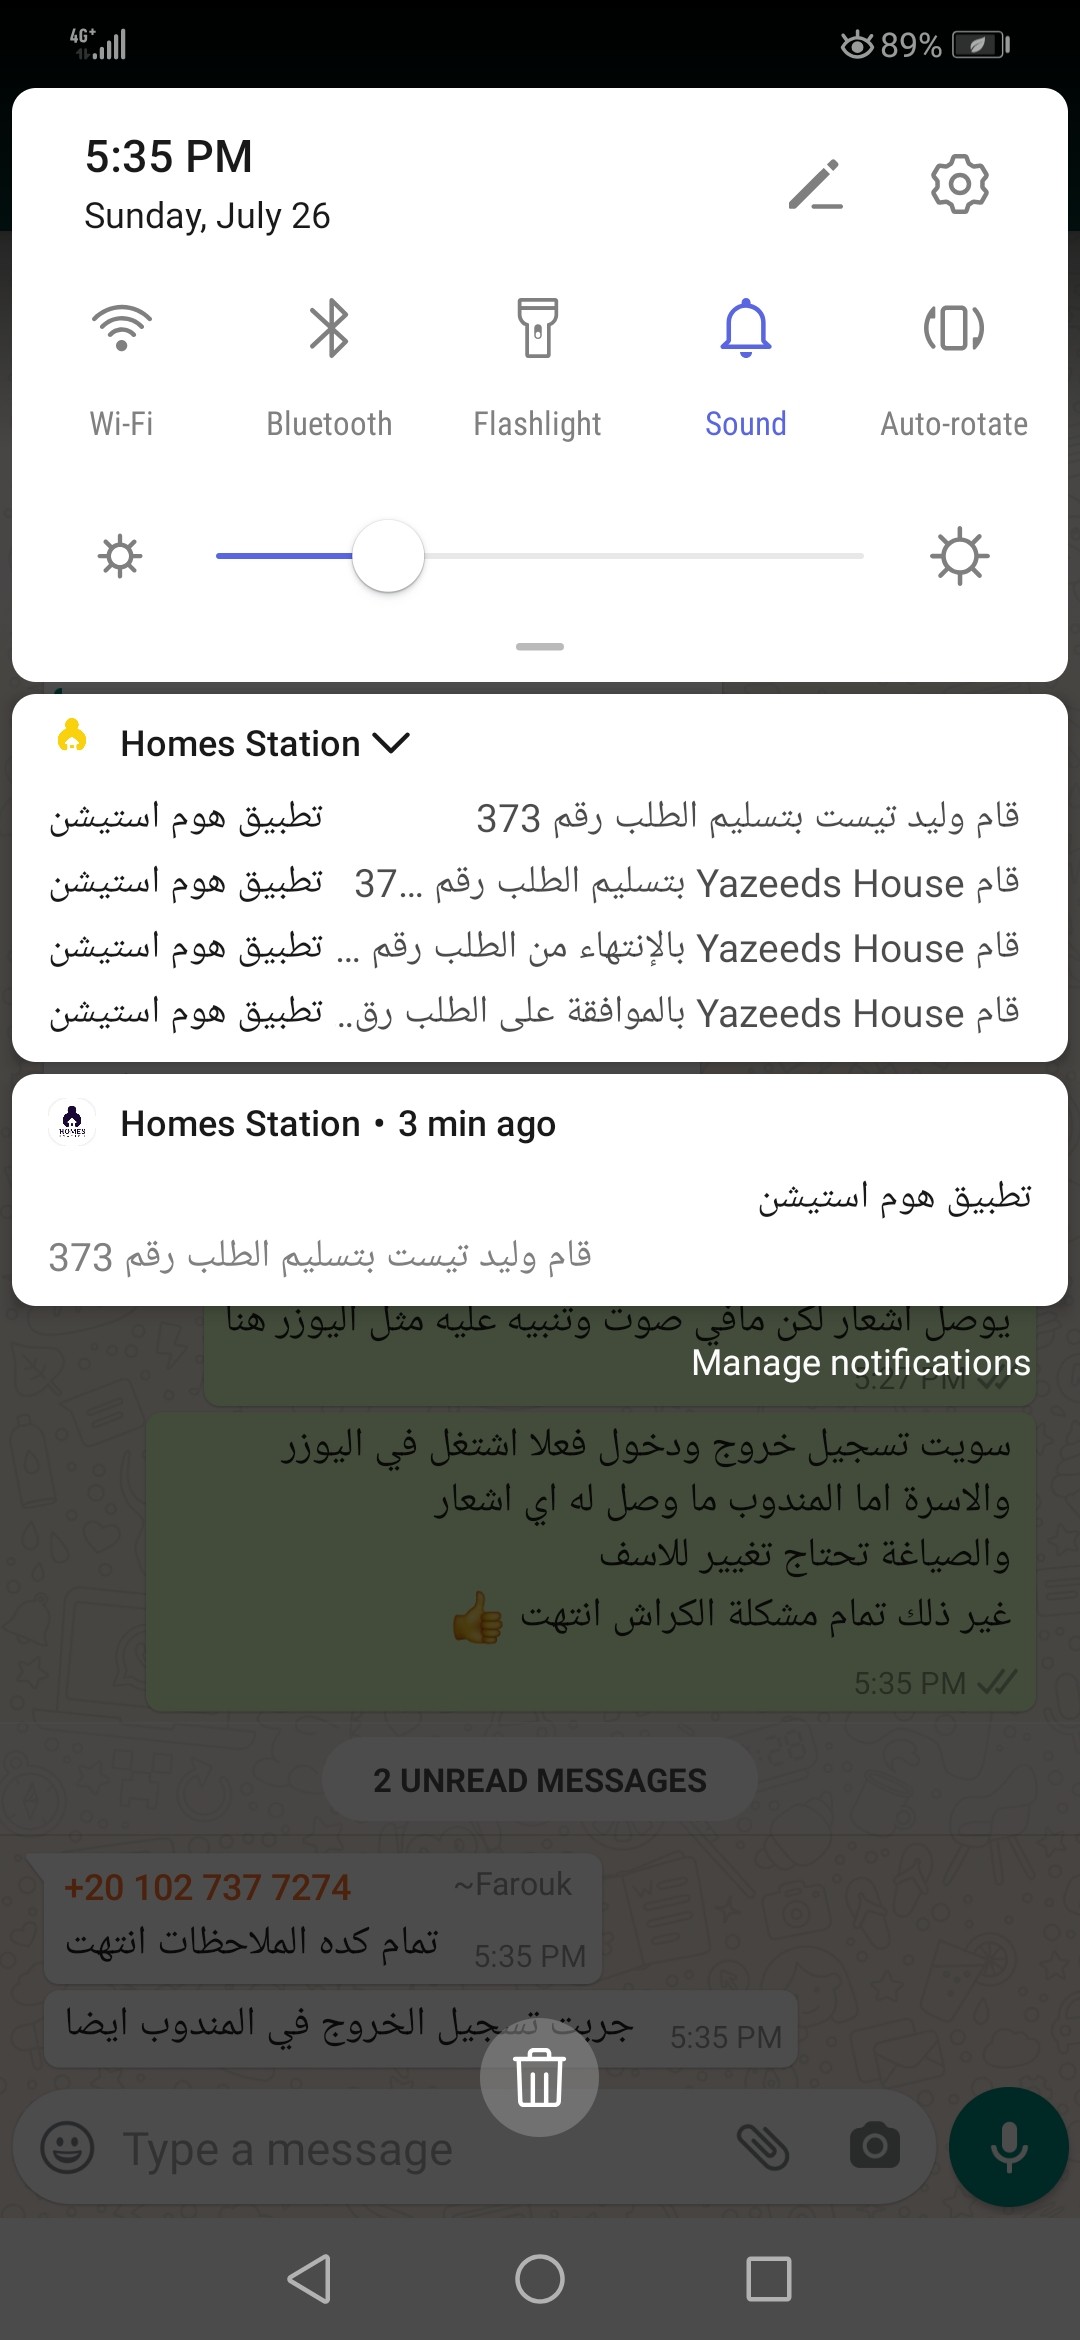 4G+
89%
5:35 PM
Sunday, July 26
Wi-Fi
Bluetooth
Flashlight
Sound
Auto-rotate
Homes Station
تطبيق هوم استيشن قام وليد تيست بتسليم الطلب رقم 373
تطبيق هوم استيشن قام Yazeeds House بتسليم الطلب رقم 37...
تطبيق هوم استيشن قام Yazeeds House بالإنتهاء من الطلب رقم ...
تطبيق هوم استيشن قام Yazeeds House بالموافقة على الطلب رق..
HOMES
Homes Station • 3 min ago
تطبيق هوم استيشن
قام وليد تيست بتسليم الطلب رقم 373
يوصل اشعار لكن مافي صوت وتنبيه عليه مثل اليوزر هنا
5:27 PM
Manage notifications
سويت تسجيل خروج ودخول فعلا اشتغل في اليوزر
والاسرة اما المندوب ما وصل له اي اشعار
والصياغة تحتاج تغيير للاسف
غير ذلك تمام مشكلة الكراش انتهت 👍
5:35 PM
2 UNREAD MESSAGES
+20 102 737 7274 ~Farouk
تمام كده الملاحظات انتهت
5:35 PM
جربت تسجيل الخروج في المندوب ايضا
5:35 PM
Type a message